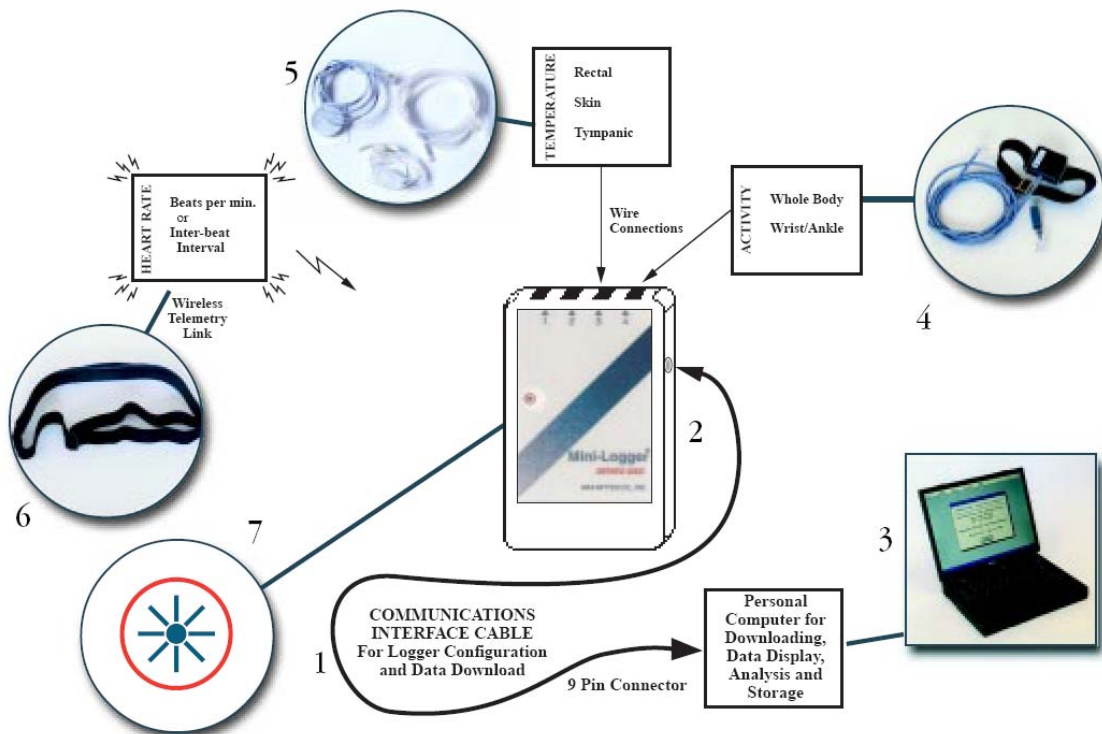 5
TEMPERATURE
Rectal
Skin
Tympanic
HEART RATE
Beats per min.
or
Inter-beat
Interval
Wire
Connections
ACTIVITY
Whole Body
Wrist/Ankle
4
Wireless
Telemetry
Link
6
1 2 3 4
Mini-Logger
2
7
3
COMMUNICATIONS
INTERFACE CABLE
For Logger Configuration
and Data Download
1
9 Pin Connector
Personal
Computer for
Downloading,
Data Display,
Analysis and
Storage